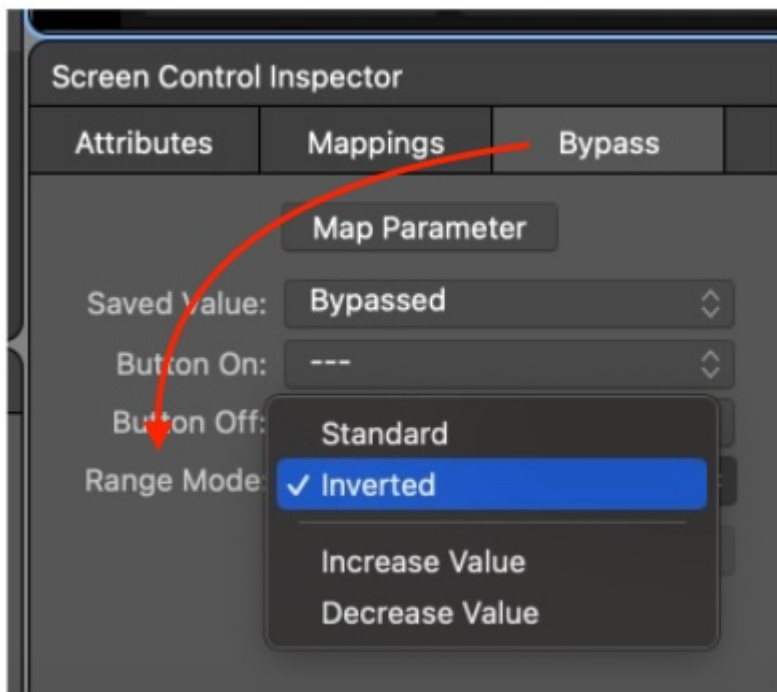 Screen Control Inspector
Attributes Mappings Bypass
Map Parameter
Saved Value: Bypassed
Button On: ---
Button Off:
Standard
Range Mode: ✓ Inverted
Increase Value
Decrease Value